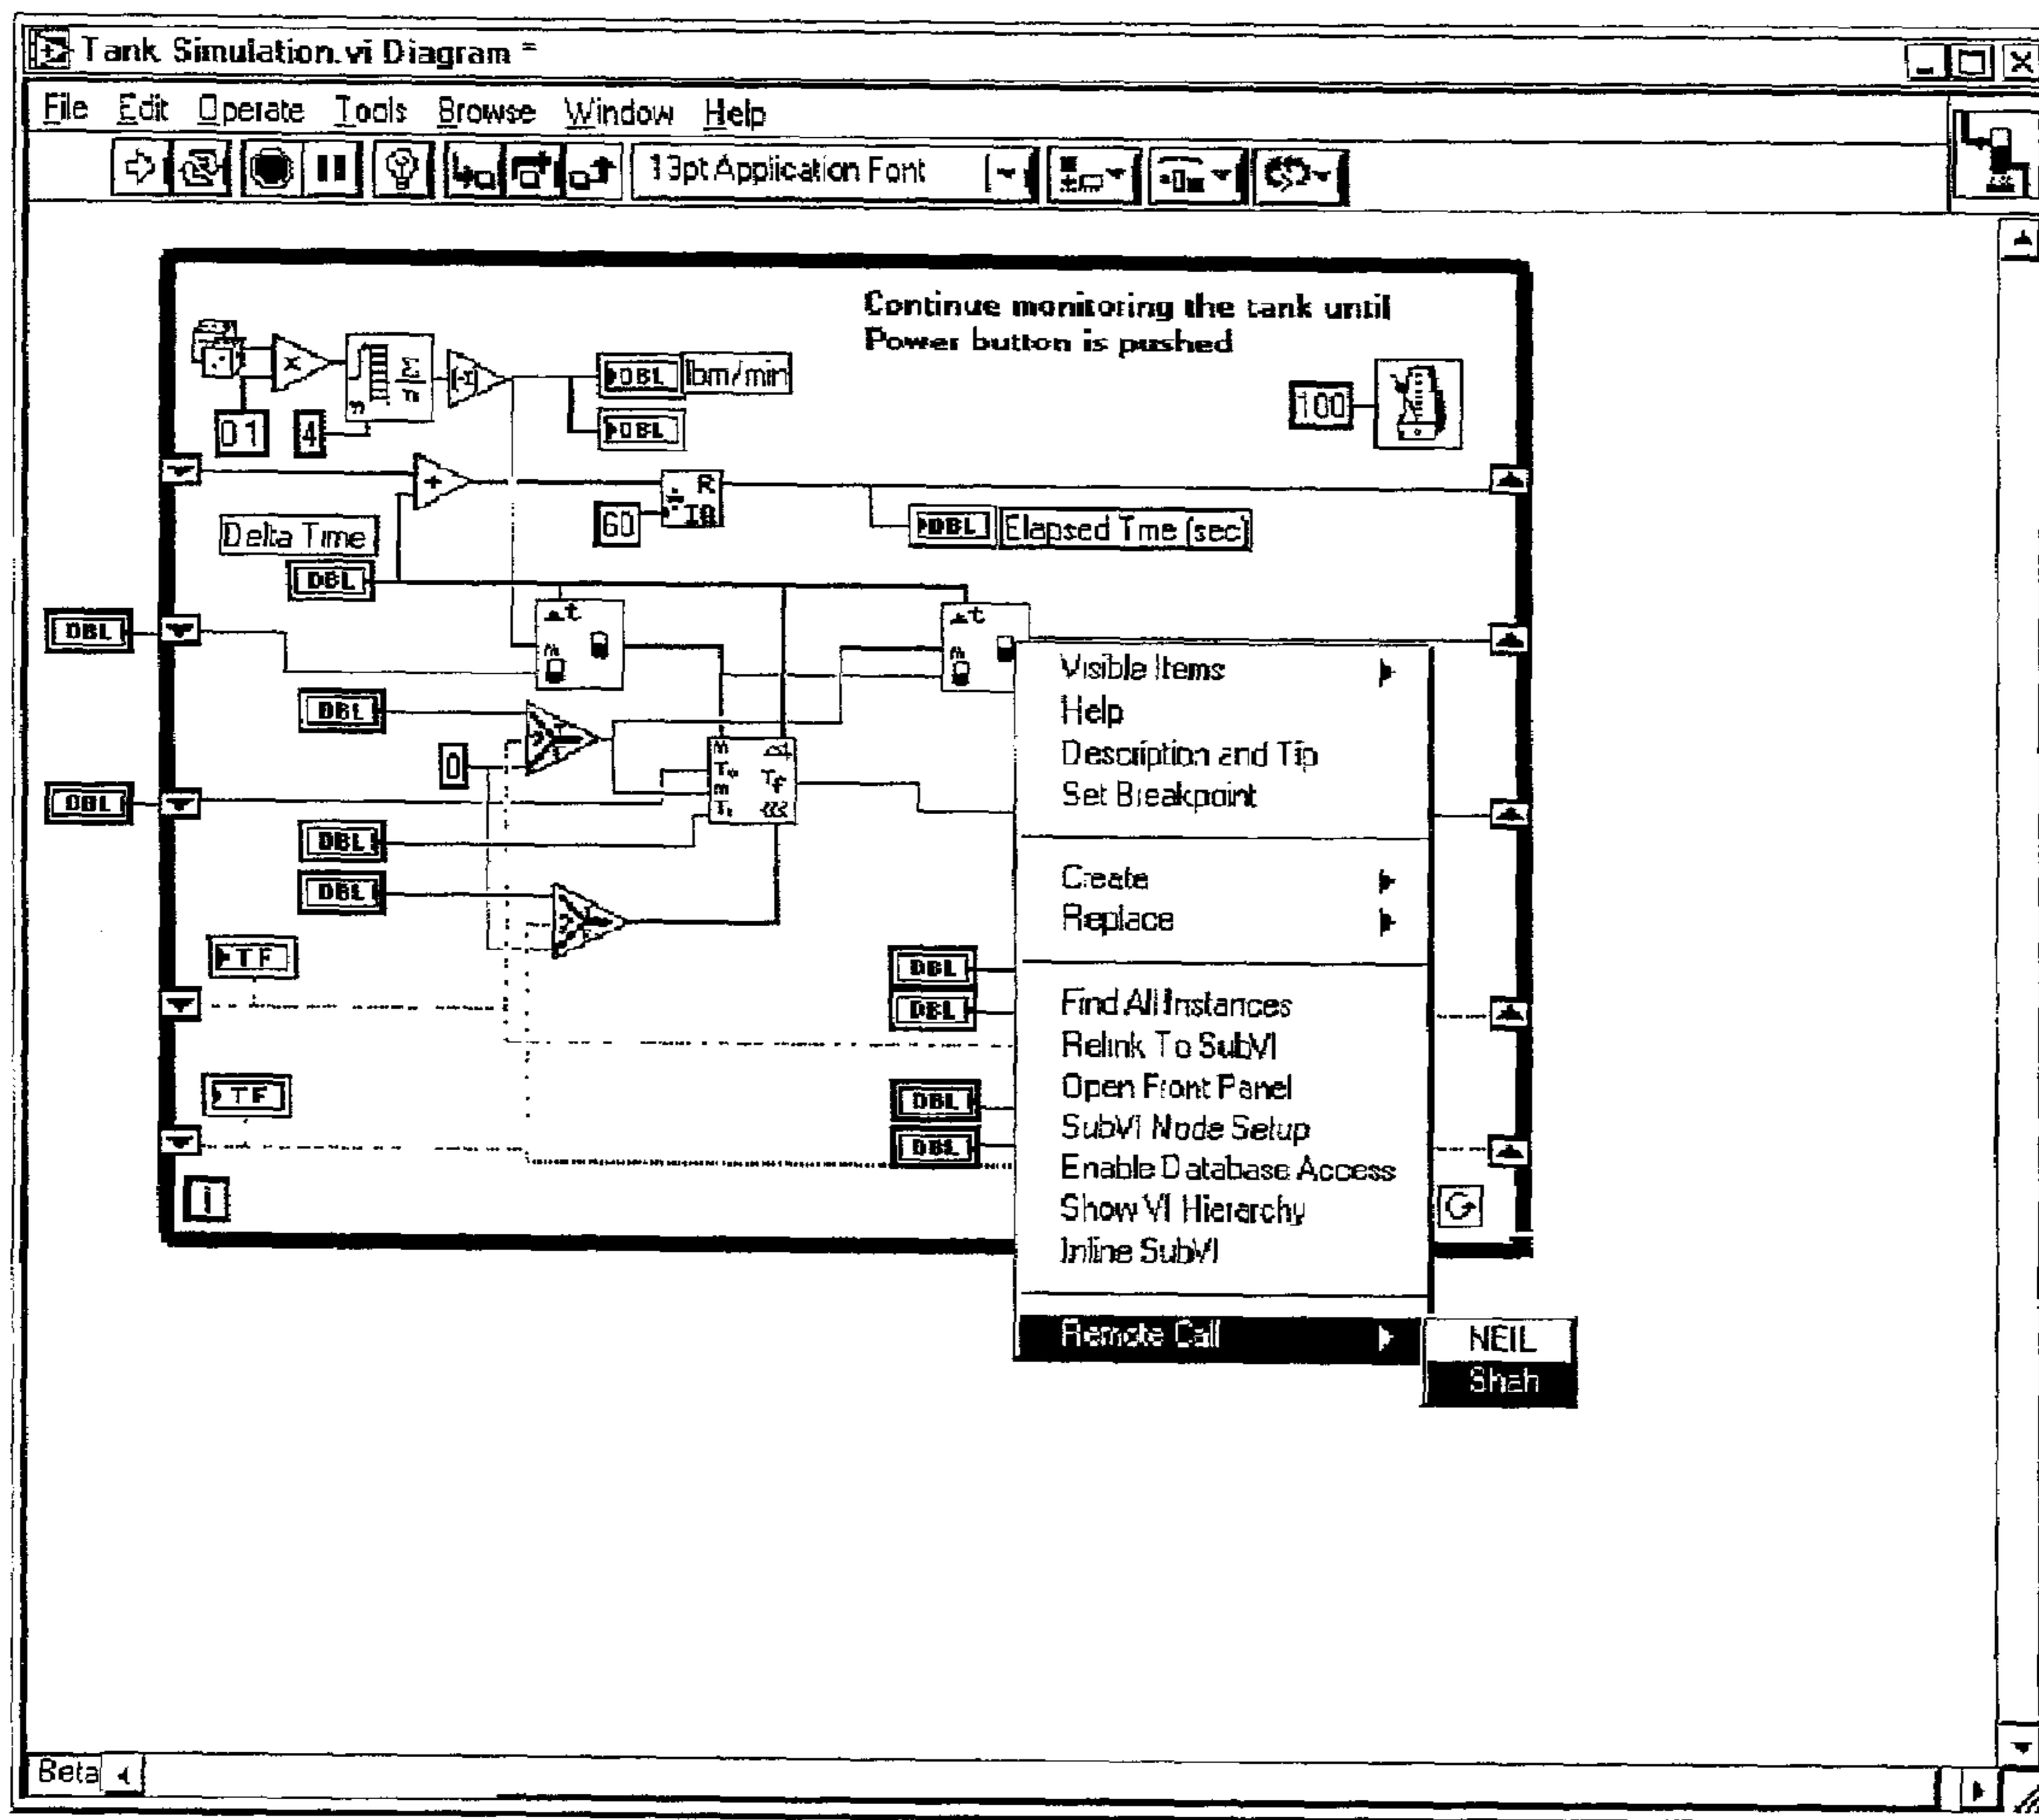 Tank Simulation.vi Diagram *
File Edit Operate Tools Browse Window Help
13pt Application Font
Continue monitoring the tank until
Power button is pushed
DBL lbm/min
DBL
100
01 4
R
IQ
60
DBL Elapsed Tme (sec)
Delta Time
DBL
DBL
t
m
t
m
DBL
0
m
T
m
T
Tf
DBL
DBL
DBL
TF
TF
DBL
DBL
DBL
DBL
i
Visible Items
Help
Description and Tip
Set Breakpoint
Create
Replace
Find All Instances
Relink To SubVI
Open Front Panel
SubVI Node Setup
Enable Database Access
Show VI Hierarchy
Inline SubVI
Remote Call
NEIL
Shah
Beta